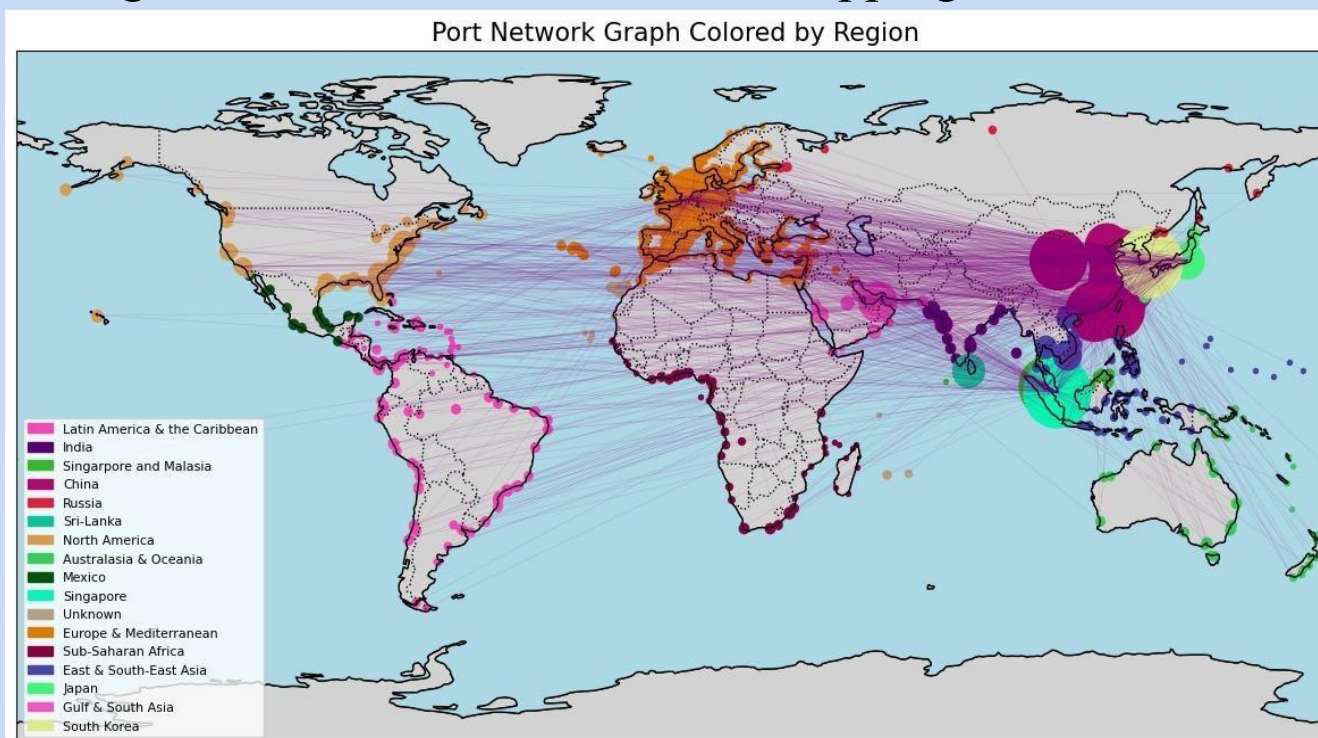 Port Network Graph Colored by Region
Latin America & the Caribbean
India
Singarpore and Malasia
China
Russia
Sri-Lanka
North America
Australasia & Oceania
Mexico
Singapore
Unknown
Europe & Mediterranean
Sub-Saharan Africa
East & South-East Asia
Japan
Gulf & South Asia
South Korea